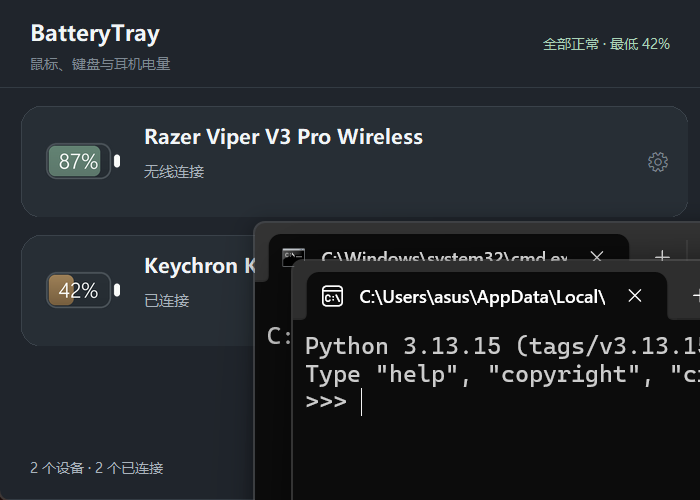 BatteryTray
全部正常 · 最低 42%
鼠标、键盘与耳机电量
87%
Razer Viper V3 Pro Wireless
无线连接
42%
Keychron K
已连接
C:\Windows\system32\cmd.ex
C:
C:\Users\asus\AppData\Local\
Python 3.13.15 (tags/v3.13.15
Type "help", "copyright", "c
>>>
2 个设备 · 2 个已连接